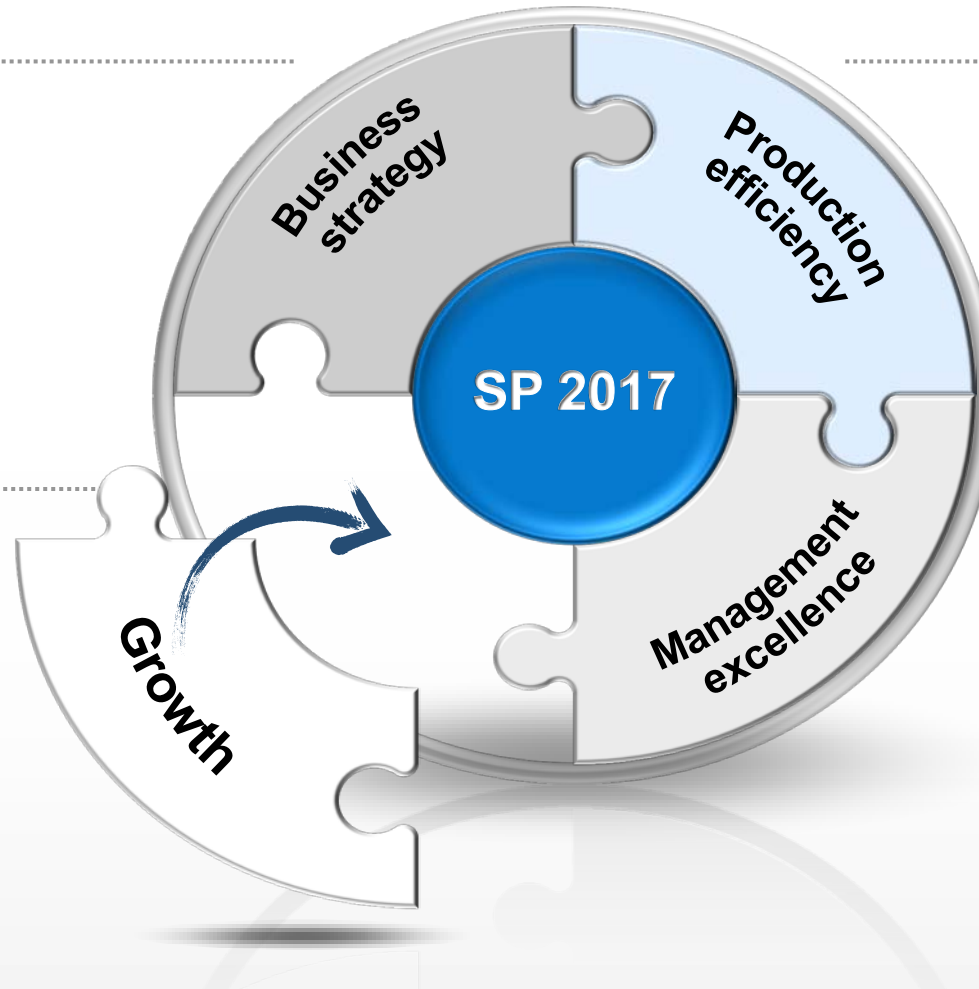 Business
strategy
Production
efficiency
SP 2017
Growth
Management
excellence